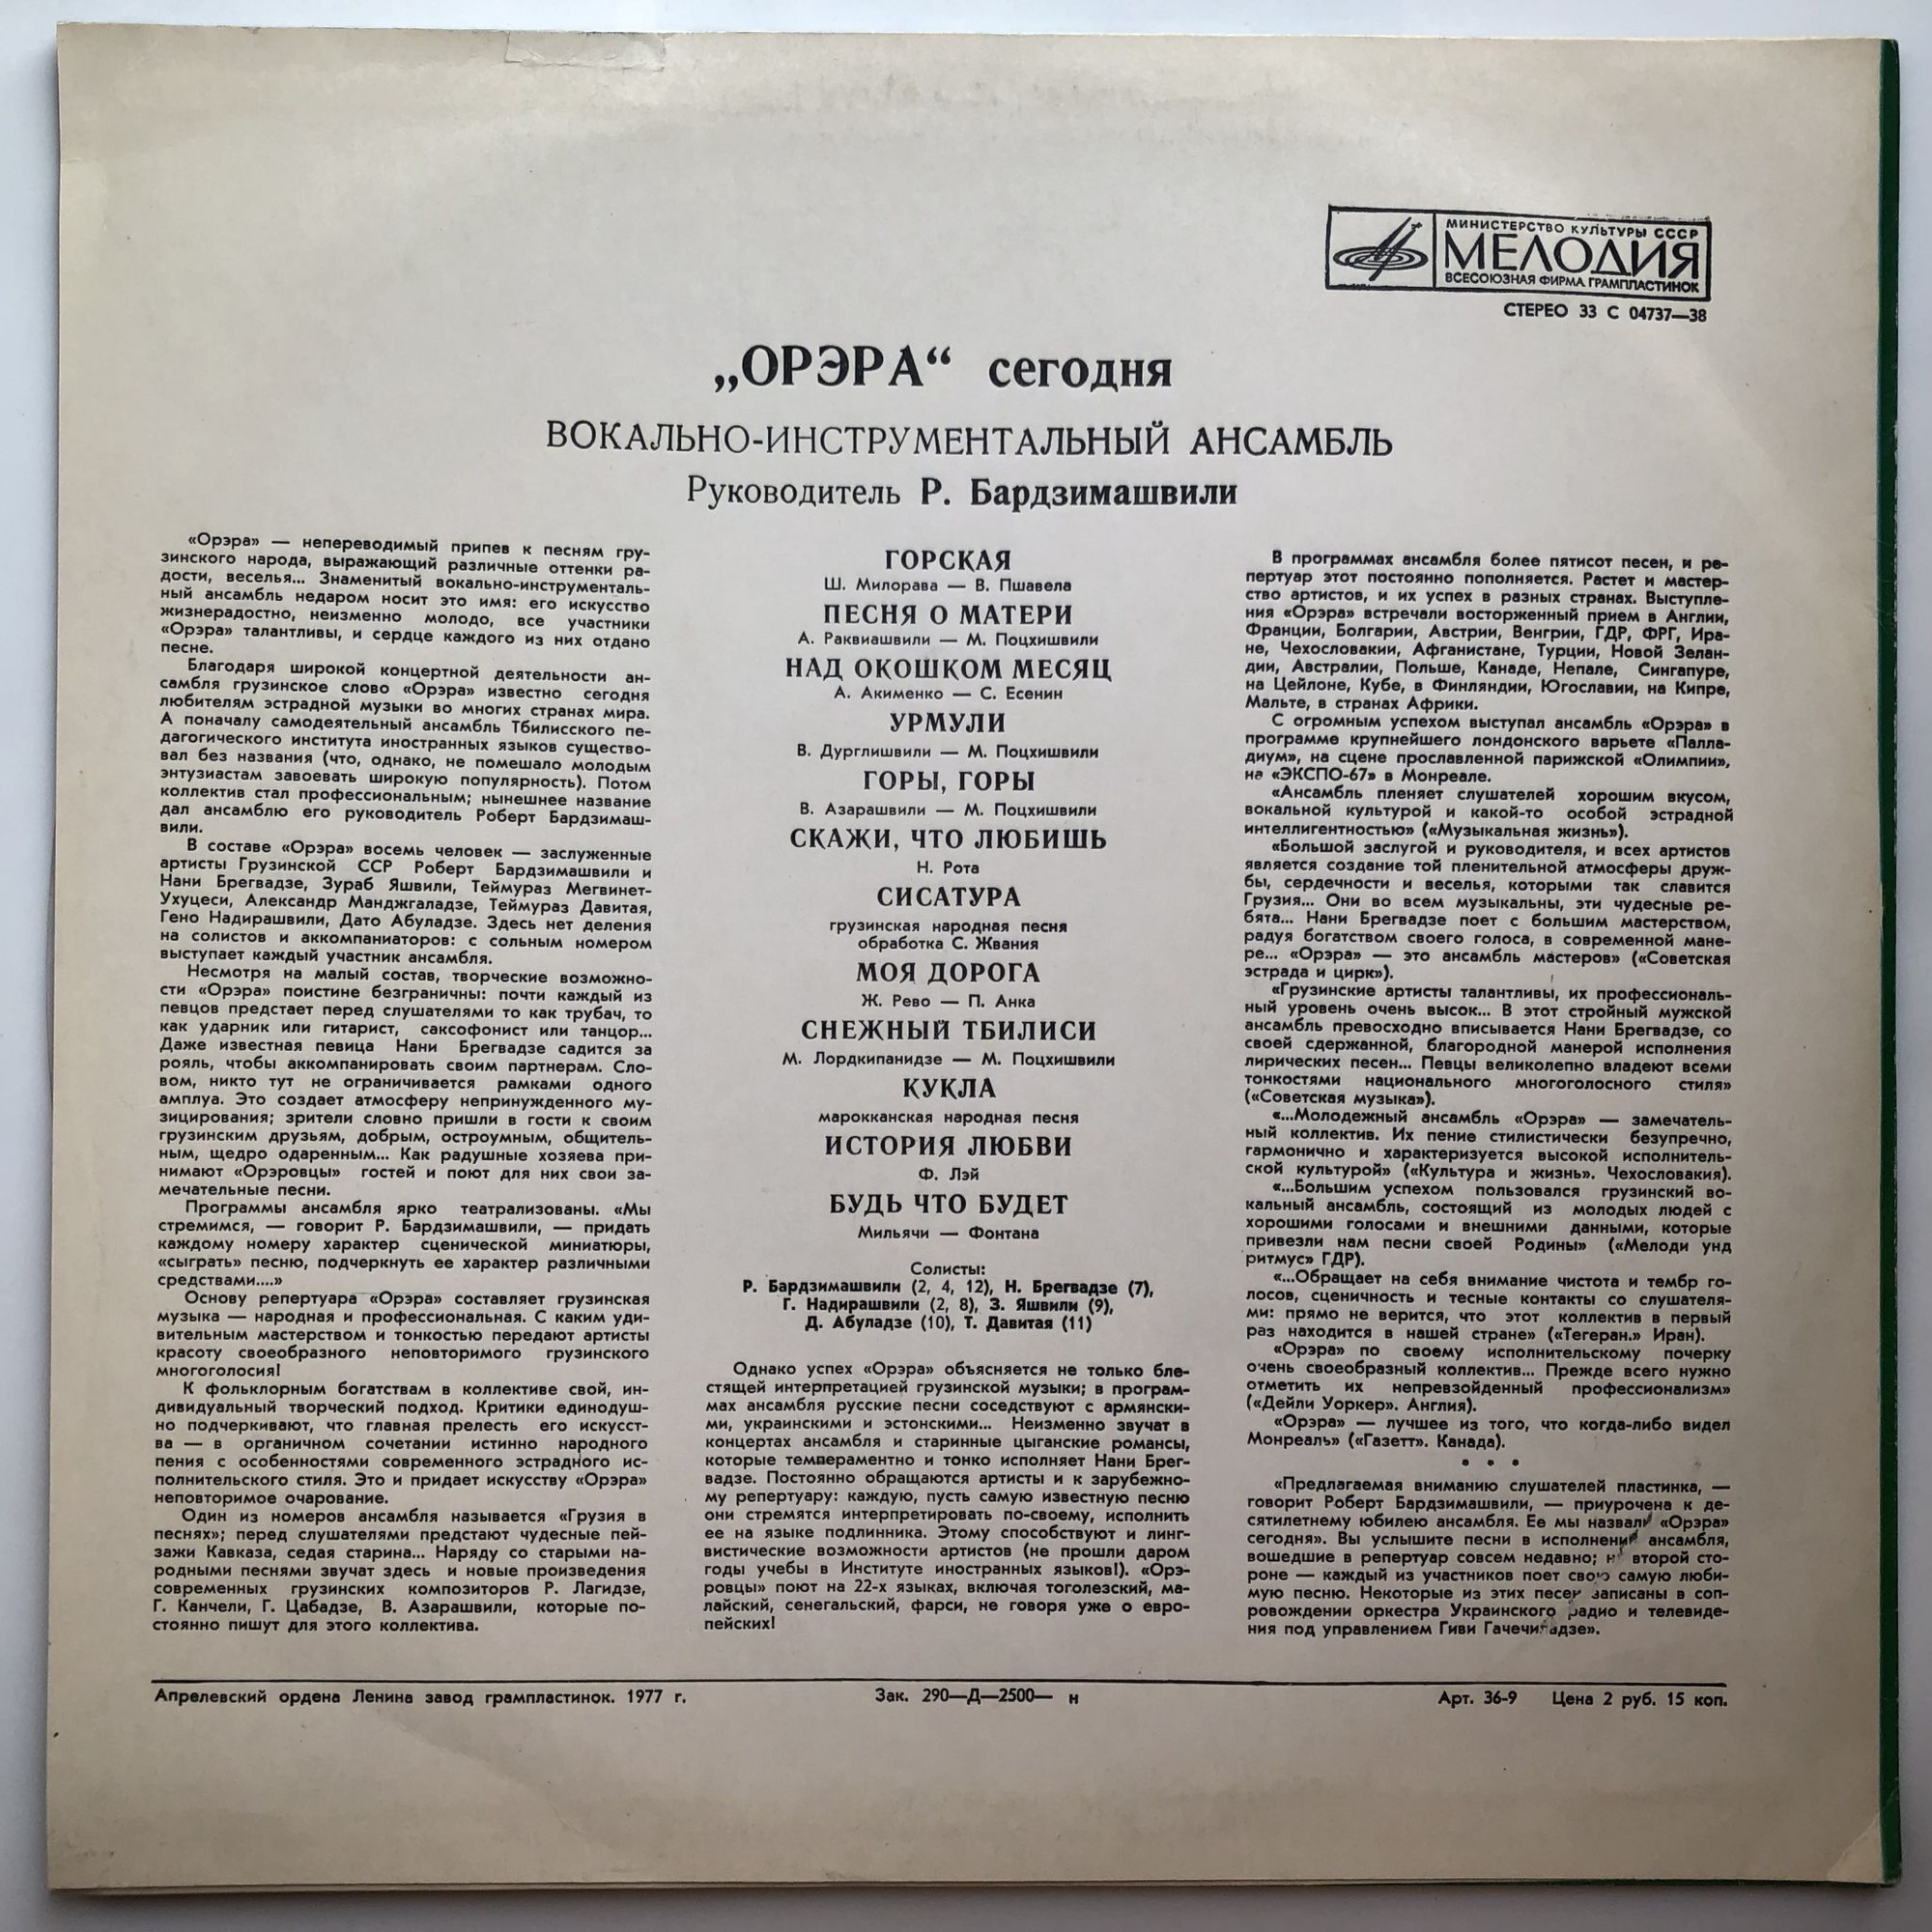 МИНИСТЕРСТВО КУЛЬТУРЫ СССР
МЕЛОДИЯ
ВСЕСОЮЗНАЯ ФИРМА ГРАМПЛАСТИНОК
СТЕРЕО 33 С 04737—38
„ОРЭРА“ сегодня
ВОКАЛЬНО-ИНСТРУМЕНТАЛЬНЫЙ АНСАМБЛЬ
Руководитель Р. Бардзимашвили
«Орэра» — непереводимый припев к песням гру-
зинского народа, выражающий различные оттенки ра-
дости, веселья... Знаменитый вокально-инструменталь-
ный ансамбль недаром носит это имя: его искусство
жизнерадостно, неизменно молодо, все участники
«Орэра» талантливы, и сердце каждого из них отдано
песне.
Благодаря широкой концертной деятельности ан-
самбля грузинское слово «Орэра» известно сегодня
любителям эстрадной музыки во многих странах мира.
А поначалу самодеятельный ансамбль Тбилисского пе-
дагогического института иностранных языков существо-
вал без названия (что, однако, не помешало молодым
энтузиастам завоевать широкую популярность). Потом
коллектив стал профессиональным; нынешнее название
дал ансамблю его руководитель Роберт Бардзимаш-
вили.
В составе «Орэра» восемь человек — заслуженные
артисты Грузинской ССР Роберт Бардзимашвили и
Нани Брегвадзе, Зураб Яшвили, Теймураз Мегвинет-
Ухуцеси, Александр Манджгаладзе, Теймураз Давитая,
Гено Надирашвили, Дато Абуладзе. Здесь нет деления
на солистов и аккомпаниаторов: с сольным номером
выступает каждый участник ансамбля.
Несмотря на малый состав, творческие возможно-
сти «Орэра» поистине безграничны: почти каждый из
певцов предстает перед слушателями то как трубач, то
как ударник или гитарист, саксофонист или танцор...
Даже известная певица Нани Брегвадзе садится за
рояль, чтобы аккомпанировать своим партнерам. Сло-
вом, никто тут не ограничивается рамками одного
амплуа. Это создает атмосферу непринужденного му-
зицирования; зрители словно пришли в гости к своим
грузинским друзьям, добрым, остроумным, общитель-
ным, щедро одаренным... Как радушные хозяева при-
нимают «Орэровцы» гостей и поют для них свои за-
мечательные песни.
Программы ансамбля ярко театрализованы. «Мы
стремимся, — говорит Р. Бардзимашвили, — придать
каждому номеру характер сценической миниатюры,
«сыграть» песню, подчеркнуть ее характер различными
средствами....»
Основу репертуара «Орэра» составляет грузинская
музыка — народная и профессиональная. С каким уди-
вительным мастерством и тонкостью передают артисты
красоту своеобразного неповторимого грузинского
многоголосия!
К фольклорным богатствам в коллективе свой, ин-
дивидуальный творческий подход. Критики единодуш-
но подчеркивают, что главная прелесть его искусст-
ва — в органичном сочетании истинно народного
пения с особенностями современного эстрадного ис-
полнительского стиля. Это и придает искусству «Орэра»
неповторимое очарование.
Один из номеров ансамбля называется «Грузия в
песнях»; перед слушателями предстают чудесные пей-
зажи Кавказа, седая старина... Наряду со старыми на-
родными песнями звучат здесь и новые произведения
современных грузинских композиторов Р. Лагидзе,
Г. Канчели, Г. Цабадзе, В. Азарашвили, которые по-
стоянно пишут для этого коллектива.
ГОРСКАЯ
Ш. Милорава — В. Пшавела
ПЕСНЯ О МАТЕРИ
А. Раквиашвили — М. Поцхишвили
НАД ОКОШКОМ МЕСЯЦ
А. Акименко — С. Есенин
УРМУЛИ
В. Дурглишвили — М. Поцхишвили
ГОРЫ, ГОРЫ
В. Азарашвили — М. Поцхишвили
СКАЖИ, ЧТО ЛЮБИШЬ
Н. Рота
СИСАТУРА
грузинская народная песня
обработка С. Жвания
МОЯ ДОРОГА
Ж. Рево — П. Анка
СНЕЖНЫЙ ТБИЛИСИ
М. Лордкипанидзе — М. Поцхишвили
КУКЛА
марокканская народная песня
ИСТОРИЯ ЛЮБВИ
Ф. Лэй
БУДЬ ЧТО БУДЕТ
Мильячи — Фонтана
Солисты:
Р. Бардзимашвили (2, 4, 12), Н. Брегвадзе (7),
Г. Надирашвили (2, 8), З. Яшвили (9),
Д. Абуладзе (10), Т. Давитая (11)
Однако успех «Орэра» объясняется не только бле-
стящей интерпретацией грузинской музыки; в програм-
мах ансамбля русские песни соседствуют с армянски-
ми, украинскими и эстонскими... Неизменно звучат в
концертах ансамбля и старинные цыганские романсы,
которые темпераментно и тонко исполняет Нани Брег-
вадзе. Постоянно обращаются артисты и к зарубежно-
му репертуару: каждую, пусть самую известную песню
они стремятся интерпретировать по-своему, исполнить
ее на языке подлинника. Этому способствуют и линг-
вистические возможности артистов (не прошли даром
годы учебы в Институте иностранных языков!). «Орэ-
ровцы» поют на 22-х языках, включая тоголезский, ма-
лайский, сенегальский, фарси, не говоря уже о евро-
пейских!
В программах ансамбля более пятисот песен, и ре-
пертуар этот постоянно пополняется. Растет и мастер-
ство артистов, и их успех в разных странах. Выступле-
ния «Орэра» встречали восторженный прием в Англии,
Франции, Болгарии, Австрии, Венгрии, ГДР, ФРГ, Ира-
не, Чехословакии, Афганистане, Турции, Новой Зелан-
дии, Австралии, Польше, Канаде, Непале, Сингапуре,
на Цейлоне, Кубе, в Финляндии, Югославии, на Кипре,
Мальте, в странах Африки.
С огромным успехом выступал ансамбль «Орэра» в
программе крупнейшего лондонского варьете «Палла-
диум», на сцене прославленной парижской «Олимпии»,
на «ЭКСПО-67» в Монреале.
«Ансамбль пленяет слушателей хорошим вкусом,
вокальной культурой и какой-то особой эстрадной
интеллигентностью» («Музыкальная жизнь»).
«Большой заслугой и руководителя, и всех артистов
является создание той пленительной атмосферы друж-
бы, сердечности и веселья, которыми так славится
Грузия... Они во всем музыкальны, эти чудесные ре-
бята... Нани Брегвадзе поет с большим мастерством,
радуя богатством своего голоса, в современной мане-
ре... «Орэра» — это ансамбль мастеров» («Советская
эстрада и цирк»).
«Грузинские артисты талантливы, их профессиональ-
ный уровень очень высок... В этот стройный мужской
ансамбль превосходно вписывается Нани Брегвадзе, со
своей сдержанной, благородной манерой исполнения
лирических песен... Певцы великолепно владеют всеми
тонкостями национального многоголосного стиля»
(«Советская музыка»).
«...Молодежный ансамбль «Орэра» — замечатель-
ный коллектив. Их пение стилистически безупречно,
гармонично и характеризуется высокой исполнитель-
ской культурой» («Культура и жизнь». Чехословакия).
«...Большим успехом пользовался грузинский во-
кальный ансамбль, состоящий из молодых людей с
хорошими голосами и внешними данными, которые
привезли нам песни своей Родины» («Мелоди унд
ритмус» ГДР).
«...Обращает на себя внимание чистота и тембр го-
лосов, сценичность и тесные контакты со слушателя-
ми: прямо не верится, что этот коллектив в первый
раз находится в нашей стране» («Тегеран.» Иран).
«Орэра» по своему исполнительскому почерку
очень своеобразный коллектив... Прежде всего нужно
отметить их непревзойденный профессионализм»
(«Дейли Уоркер». Англия).
«Орэра» — лучшее из того, что когда-либо видел
Монреаль» («Газетт». Канада).
• • •
«Предлагаемая вниманию слушателей пластинка, —
говорит Роберт Бардзимашвили, — приурочена к де-
сятилетнему юбилею ансамбля. Ее мы назвали «Орэра»
сегодня». Вы услышите песни в исполнении ансамбля,
вошедшие в репертуар совсем недавно; второй сто-
роне — каждый из участников поет свою самую люби-
мую песню. Некоторые из этих песен записаны в соп-
ровождении оркестра Украинского радио и телевиде-
ния под управлением Гиви Гачечиладзе».
Апрелевский ордена Ленина завод грампластинок. 1977 г.
Зак. 290—Д—2500— н
Арт. 36-9 Цена 2 руб. 15 коп.